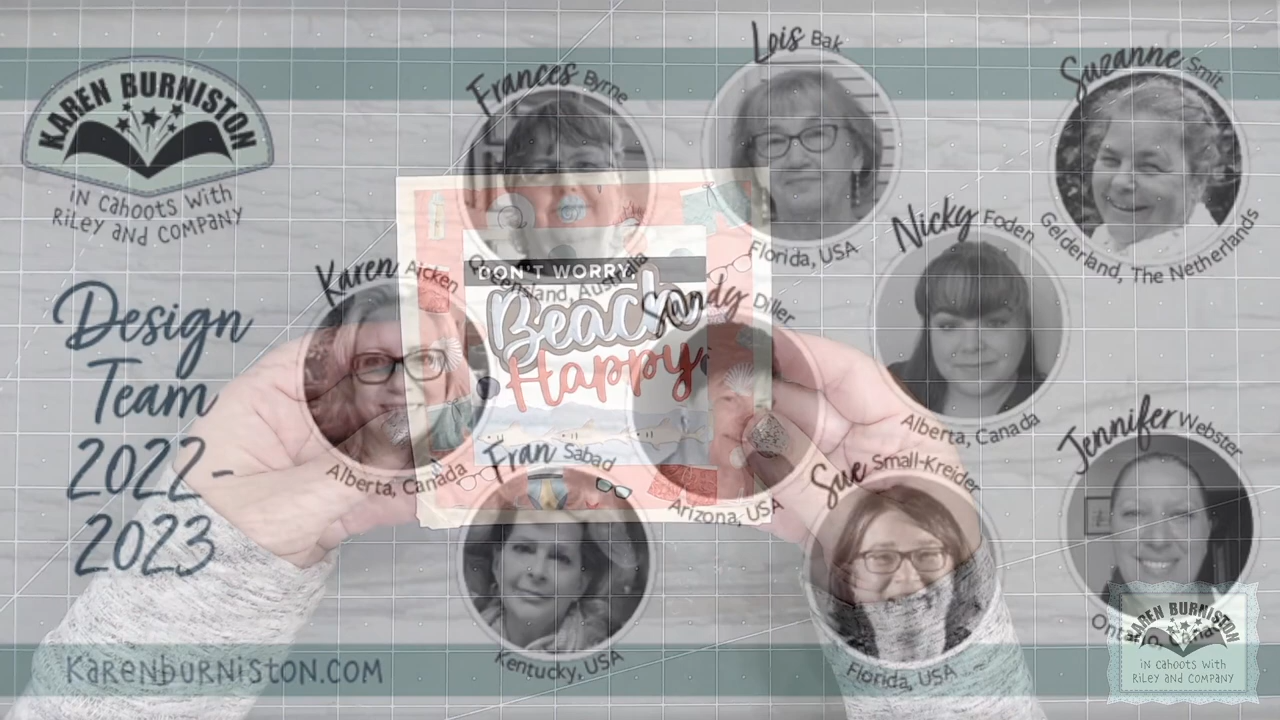 KAREN BURNISTON
in cahoots with
Riley and Company
Design
Team
2022-
2023
KarenBurniston.com
Frances Byrne
Queensland, Australia
Lois Bak
Florida, USA
Suzanne Smit
Gelderland, The Netherlands
Karen Aicken
Alberta, Canada
Sandy Diller
Arizona, USA
Nicky Foden
Alberta, Canada
Fran Sabad
Kentucky, USA
Sue Small-Kreider
Florida, USA
Jennifer Webster
Ontario, Canada
DON'T WORRY,
Beach
Happy
KAREN BURNISTON
in cahoots with
Riley and Company